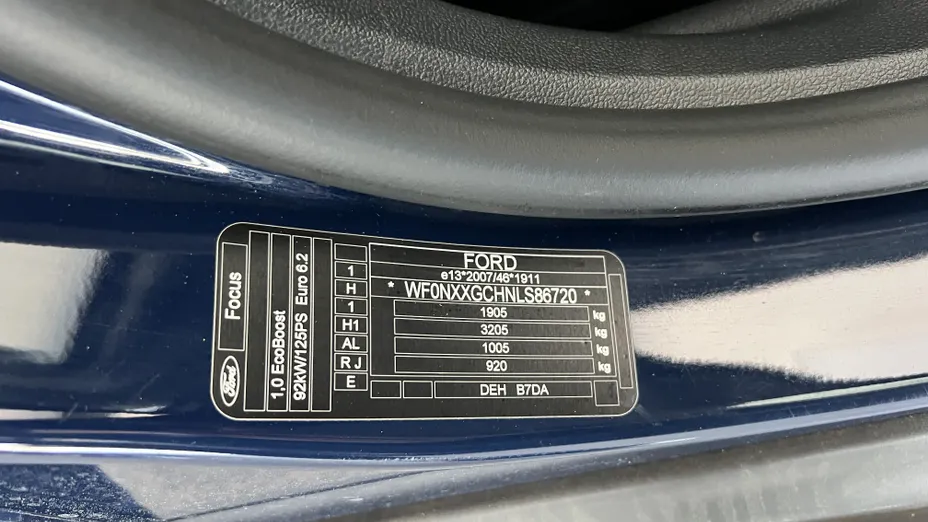 FORD
e13*2007/46*1911
* WF0NXXGCHNLS86720 *
1905 kg
3205 kg
1005 kg
920 kg
DEH B7DA
1
H
1
H1
AL
R J
E
Focus
Ford
1,0 EcoBoost
92kW/125PS Euro 6.2